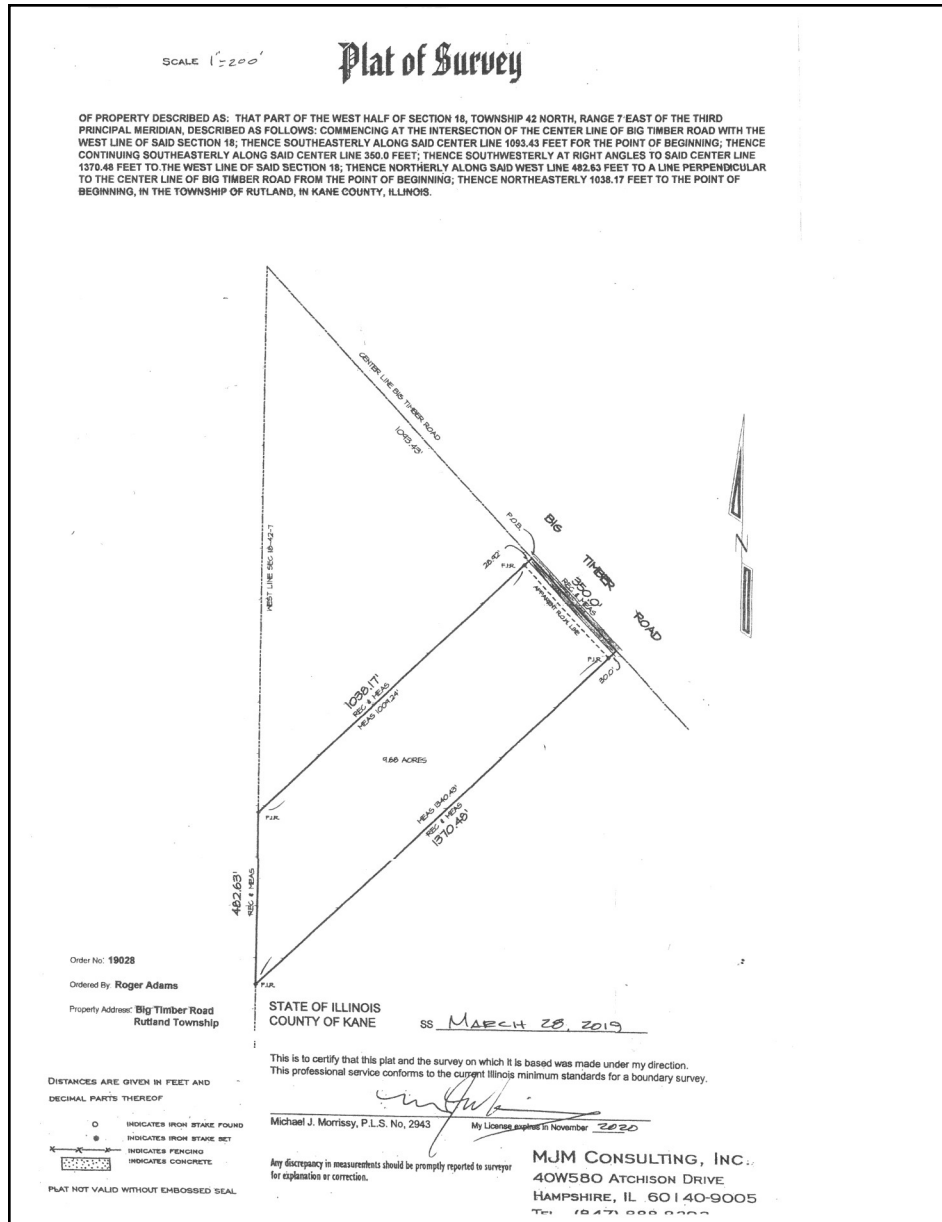 SCALE 1"=200'
Plat of Survey
OF PROPERTY DESCRIBED AS: THAT PART OF THE WEST HALF OF SECTION 18, TOWNSHIP 42 NORTH, RANGE 7 EAST OF THE THIRD
PRINCIPAL MERIDIAN, DESCRIBED AS FOLLOWS: COMMENCING AT THE INTERSECTION OF THE CENTER LINE OF BIG TIMBER ROAD WITH THE
WEST LINE OF SAID SECTION 18; THENCE SOUTHEASTERLY ALONG SAID CENTER LINE 1093.43 FEET FOR THE POINT OF BEGINNING; THENCE
CONTINUING SOUTHEASTERLY ALONG SAID CENTER LINE 350.0 FEET; THENCE SOUTHWESTERLY AT RIGHT ANGLES TO SAID CENTER LINE
1370.48 FEET TO THE WEST LINE OF SAID SECTION 18; THENCE NORTHERLY ALONG SAID WEST LINE 482.63 FEET TO A LINE PERPENDICULAR
TO THE CENTER LINE OF BIG TIMBER ROAD FROM THE POINT OF BEGINNING; THENCE NORTHEASTERLY 1038.17 FEET TO THE POINT OF
BEGINNING, IN THE TOWNSHIP OF RUTLAND, IN KANE COUNTY, ILLINOIS.
CENTER LINE BIG TIMBER ROAD
1093.43'
WEST LINE SEC 18-42-7
P.O.B.
BIG TIMBER ROAD
28.92'
F.I.R.
350.0'
REC & MEAS
APPARENT R.O.W. LINE
F.I.R.
30.0'
N
1038.17'
REC & MEAS
MEAS 1009.24'
9.68 ACRES
MEAS 1340.43'
REC & MEAS
1370.48'
F.I.R.
482.63'
REC & MEAS
F.I.R.
Order No: 19028
Ordered By: Roger Adams
Property Address: Big Timber Road
Rutland Township
STATE OF ILLINOIS
COUNTY OF KANE
SS MARCH 28, 2019
This is to certify that this plat and the survey on which it is based was made under my direction.
This professional service conforms to the current Illinois minimum standards for a boundary survey.
Michael J. Morrissy, P.L.S. No, 2943
My License expires in November 2020
DISTANCES ARE GIVEN IN FEET AND
DECIMAL PARTS THEREOF
INDICATES IRON STAKE FOUND
INDICATES IRON STAKE SET
INDICATES FENCING
INDICATES CONCRETE
PLAT NOT VALID WITHOUT EMBOSSED SEAL
Any discrepancy in measurements should be promptly reported to surveyor
for explanation or correction.
MJM CONSULTING, INC.
40W580 ATCHISON DRIVE
HAMPSHIRE, IL 60140-9005